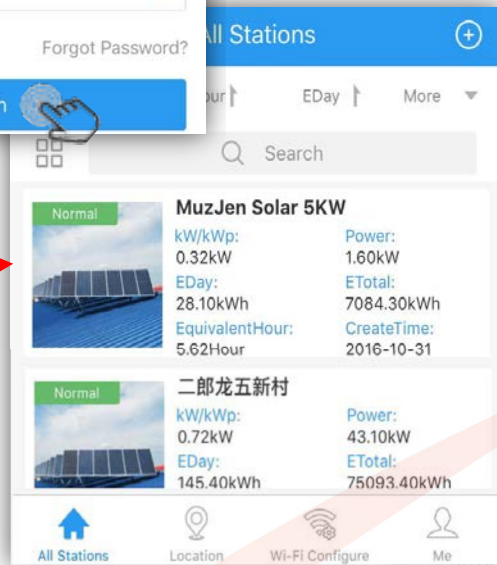 Forgot Password?
All Stations
EDay
More
Search
Normal
MuzJen Solar 5KW
kW/kWp: Power:
0.32kW 1.60kW
EDay: ETotal:
28.10kWh 7084.30kWh
EquivalentHour: CreateTime:
5.62Hour 2016-10-31
Normal
二郎龙五新村
kW/kWp: Power:
0.72kW 43.10kW
EDay: ETotal:
145.40kWh 75093.40kWh
All Stations Location Wi-Fi Configure Me